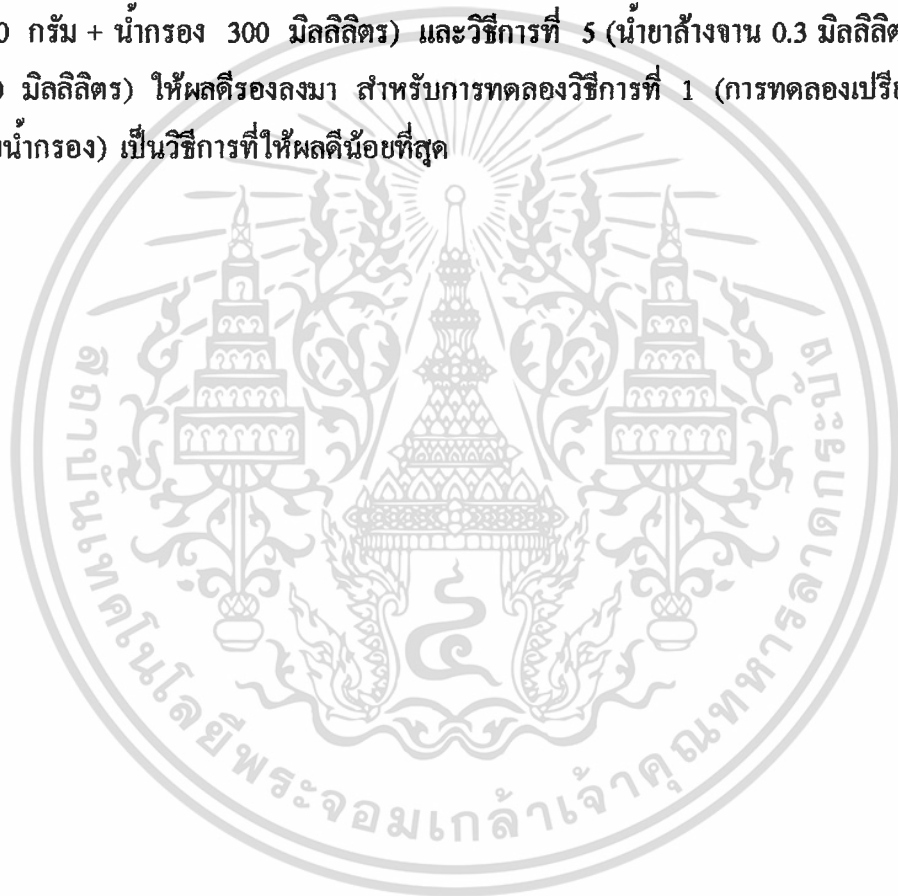 0 กรัม + น้ำกรอง 300 มิลลิลิตร) และวิธีการที่ 5 (น้ำยาล้างจาน 0.3 มิลลิลิต
มิลลิลิตร) ให้ผลดีรองลงมา สำหรับการทดลองวิธีการที่ 1 (การทดลองเปรีย
น้ำกรอง) เป็นวิธีการที่ให้ผลดีน้อยที่สุด
สถาบันเทคโนโลยีพระจอมเกล้าเจ้าคุณทหารลาดกระบัง